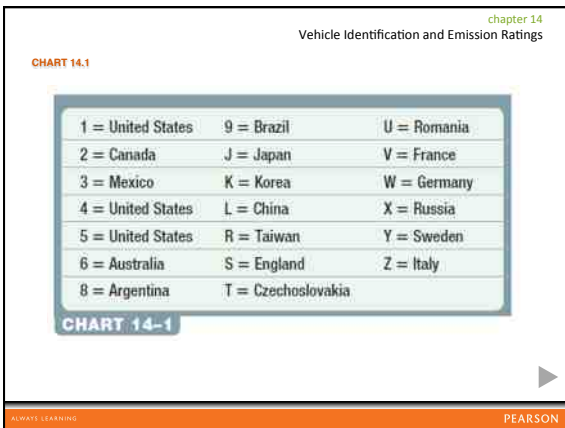 chapter 14
Vehicle Identification and Emission Ratings
CHART 14.1
1 = United States 9 = Brazil U = Romania
2 = Canada J = Japan V = France
3 = Mexico K = Korea W = Germany
4 = United States L = China X = Russia
5 = United States R = Taiwan Y = Sweden
6 = Australia S = England Z = Italy
8 = Argentina T = Czechoslovakia
CHART 14–1
ALWAYS LEARNING PEARSON